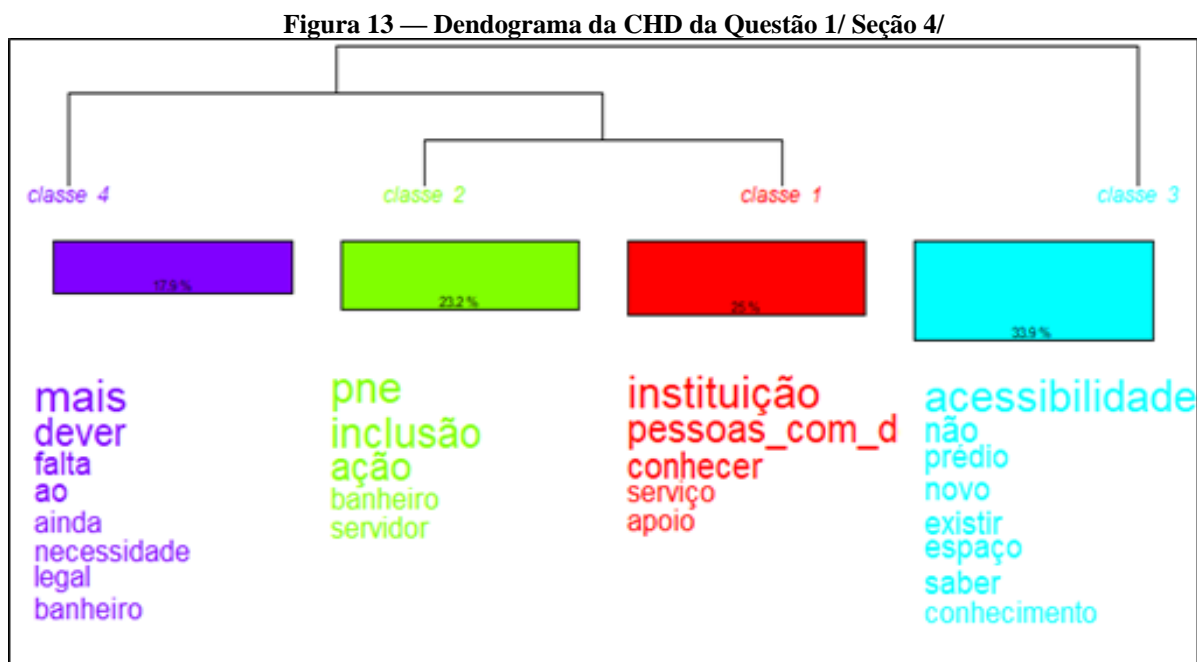 Figura 13 — Dendograma da CHD da Questão 1/ Seção 4/
classe 4
classe 2
classe 1
classe 3
17.9 %
23.2 %
25 %
33.9 %
mais
dever
falta
ao
ainda
necessidade
legal
banheiro
pne
inclusão
ação
banheiro
servidor
instituição
pessoas_com_d
conhecer
serviço
apoio
acessibilidade
não
prédio
novo
existir
espaço
saber
conhecimento